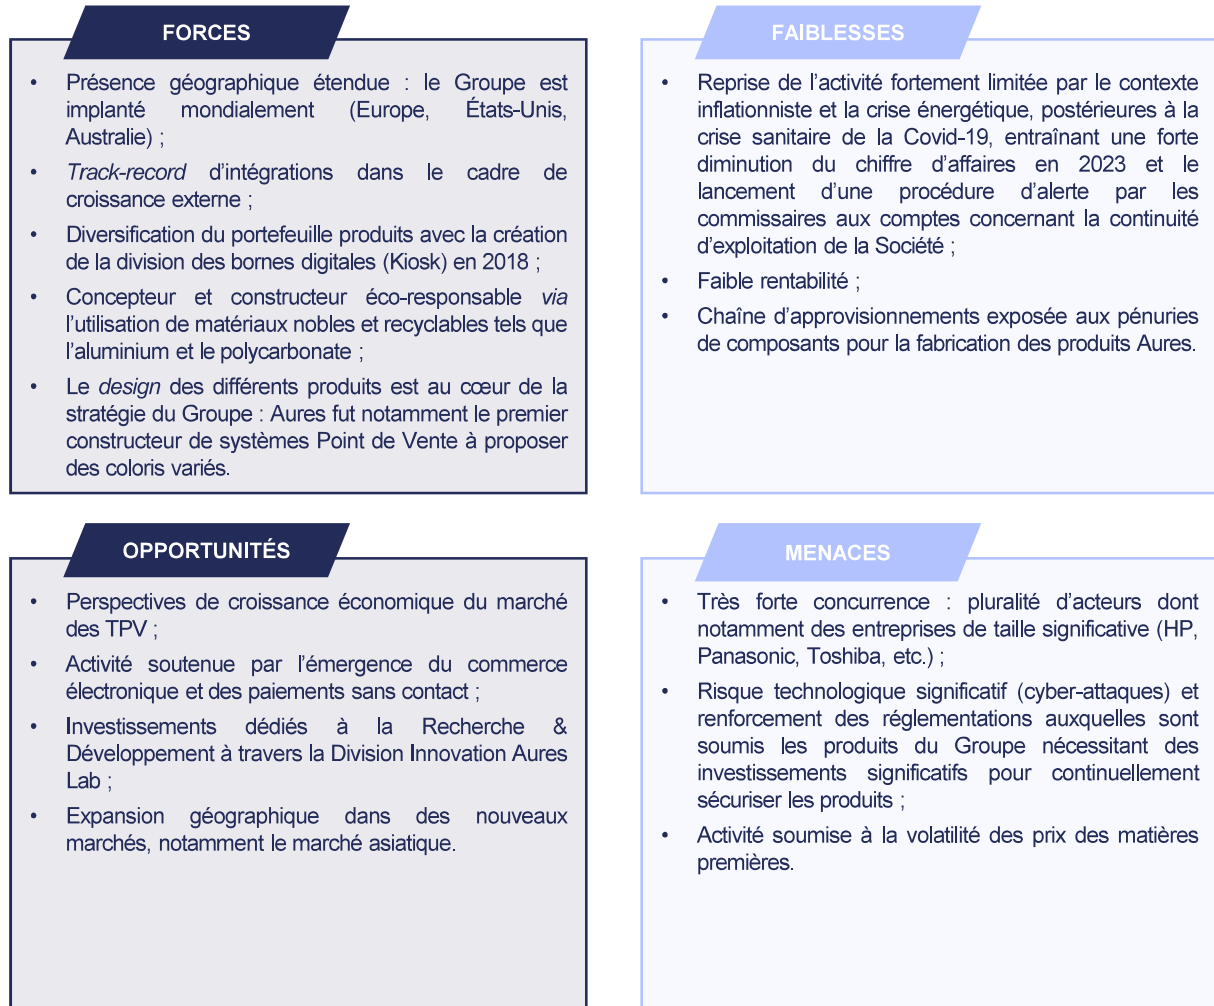 FORCES
• Présence géographique étendue : le Groupe est
implanté mondialement (Europe, États-Unis,
Australie) ;
• Track-record d'intégrations dans le cadre de
croissance externe ;
• Diversification du portefeuille produits avec la création
de la division des bornes digitales (Kiosk) en 2018 ;
• Concepteur et constructeur éco-responsable via
l'utilisation de matériaux nobles et recyclables tels que
l'aluminium et le polycarbonate ;
• Le design des différents produits est au cœur de la
stratégie du Groupe : Aures fut notamment le premier
constructeur de systèmes Point de Vente à proposer
des coloris variés.
FAIBLESSES
• Reprise de l'activité fortement limitée par le contexte
inflationniste et la crise énergétique, postérieures à la
crise sanitaire de la Covid-19, entraînant une forte
diminution du chiffre d'affaires en 2023 et le
lancement d'une procédure d'alerte par les
commissaires aux comptes concernant la continuité
d'exploitation de la Société ;
• Faible rentabilité ;
• Chaîne d'approvisionnements exposée aux pénuries
de composants pour la fabrication des produits Aures.
OPPORTUNITÉS
• Perspectives de croissance économique du marché
des TPV ;
• Activité soutenue par l'émergence du commerce
électronique et des paiements sans contact ;
• Investissements dédiés à la Recherche &
Développement à travers la Division Innovation Aures
Lab ;
• Expansion géographique dans des nouveaux
marchés, notamment le marché asiatique.
MENACES
• Très forte concurrence : pluralité d'acteurs dont
notamment des entreprises de taille significative (HP,
Panasonic, Toshiba, etc.) ;
• Risque technologique significatif (cyber-attaques) et
renforcement des réglementations auxquelles sont
soumis les produits du Groupe nécessitant des
investissements significatifs pour continuellement
sécuriser les produits ;
• Activité soumise à la volatilité des prix des matières
premières.